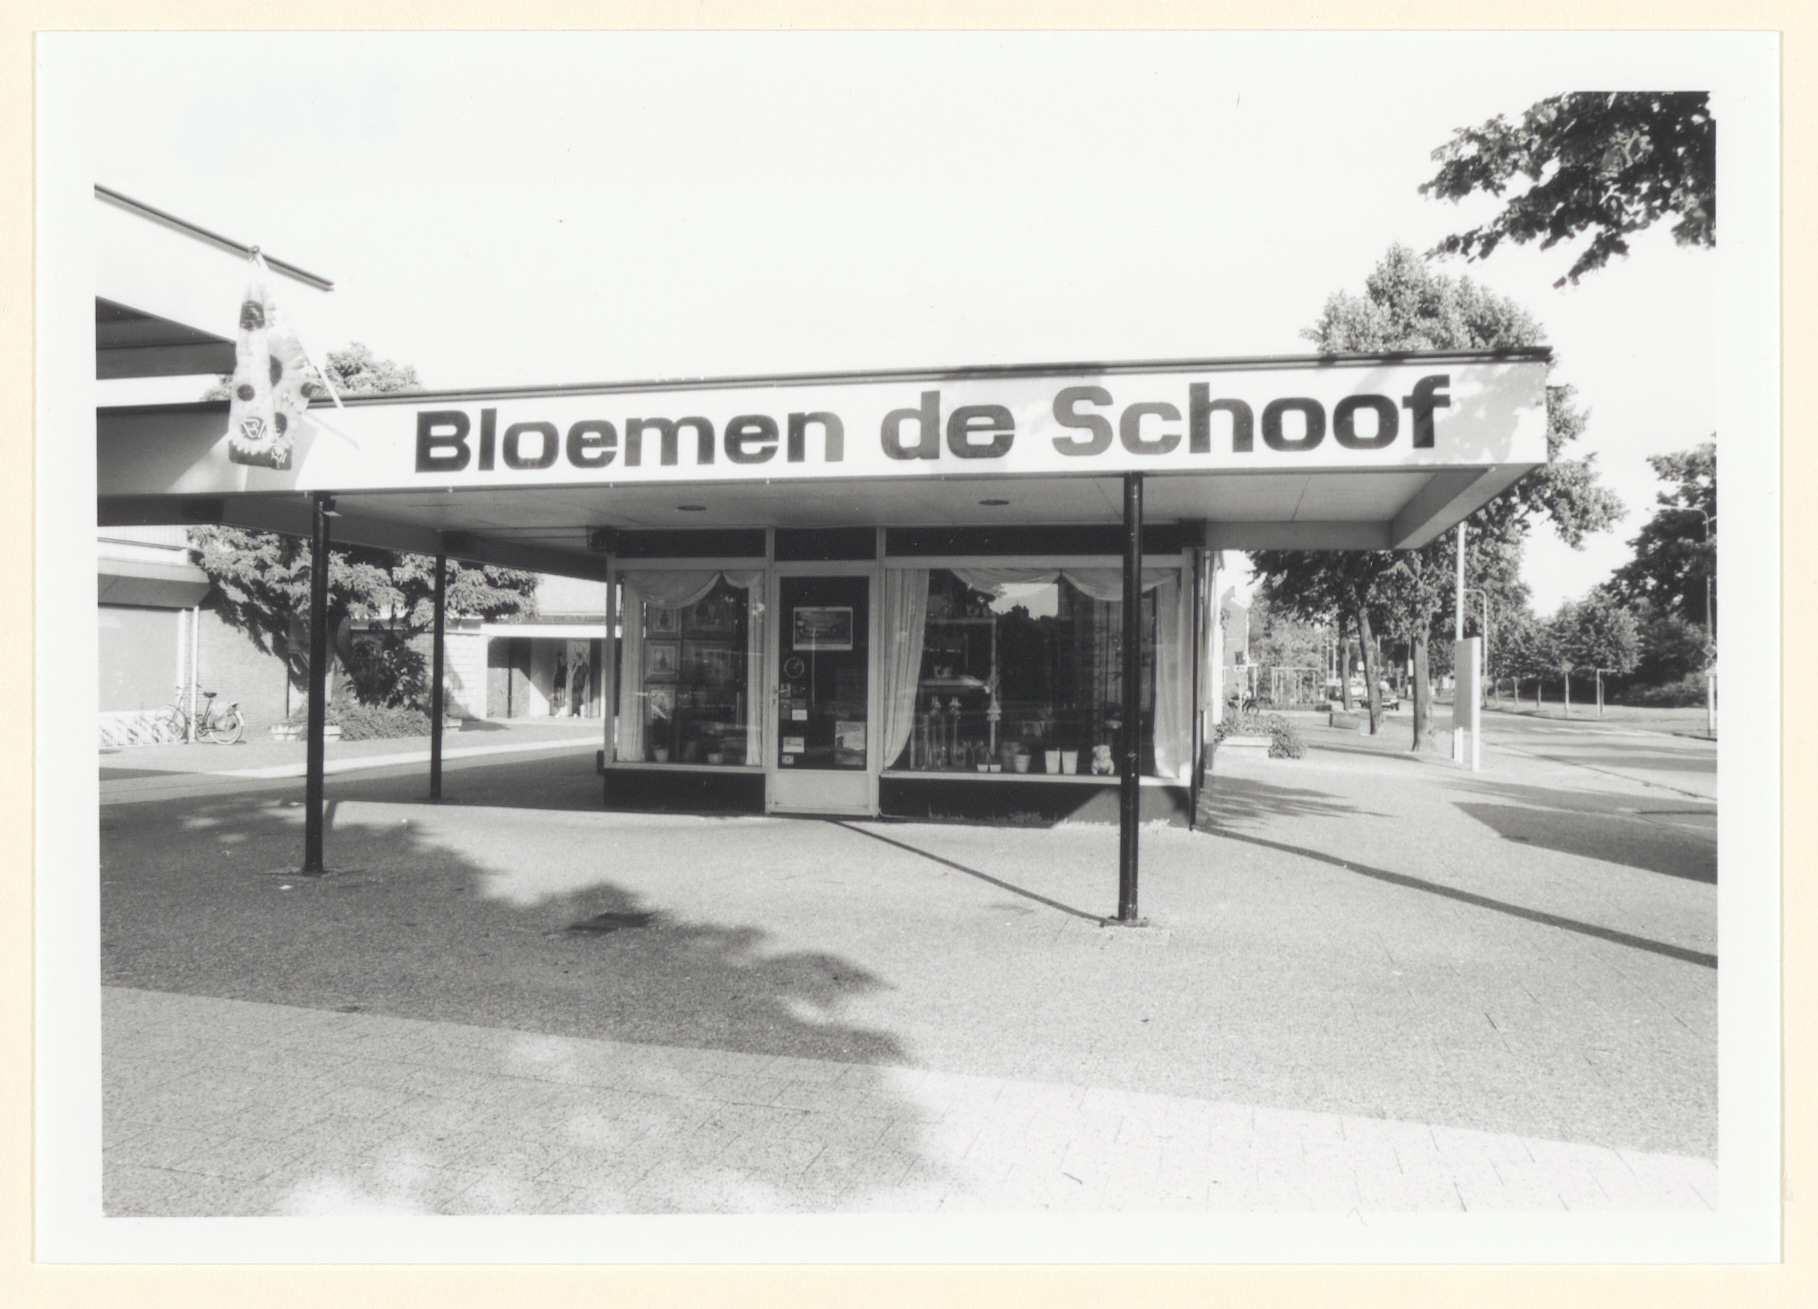 Bloemen de Schoof